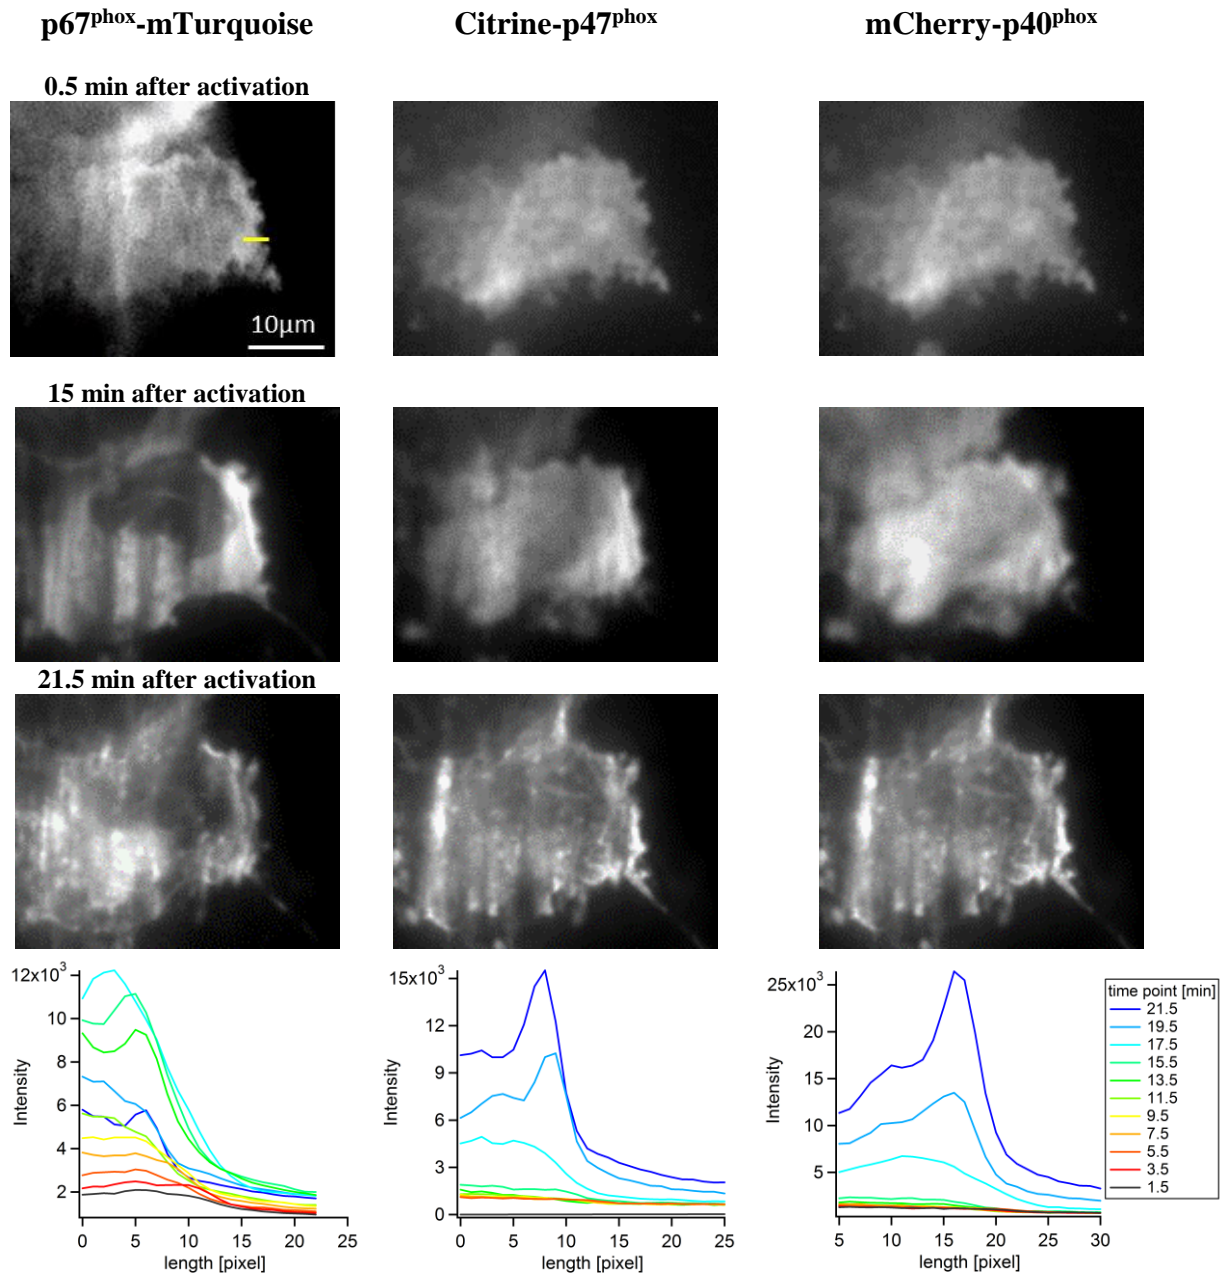 p67phox-mTurquoise Citrine-p47phox mCherry-p40phox
0.5 min after activation
10µm
15 min after activation
21.5 min after activation
12x10³
10
8
6
4
2
Intensity
0 5 10 15 20 25
length [pixel]
15x10³
12
9
6
3
0
Intensity
0 5 10 15 20 25
length [pixel]
25x10³
20
15
10
5
Intensity
5 10 15 20 25 30
length [pixel]
time point [min]
21.5
19.5
17.5
15.5
13.5
11.5
9.5
7.5
5.5
3.5
1.5